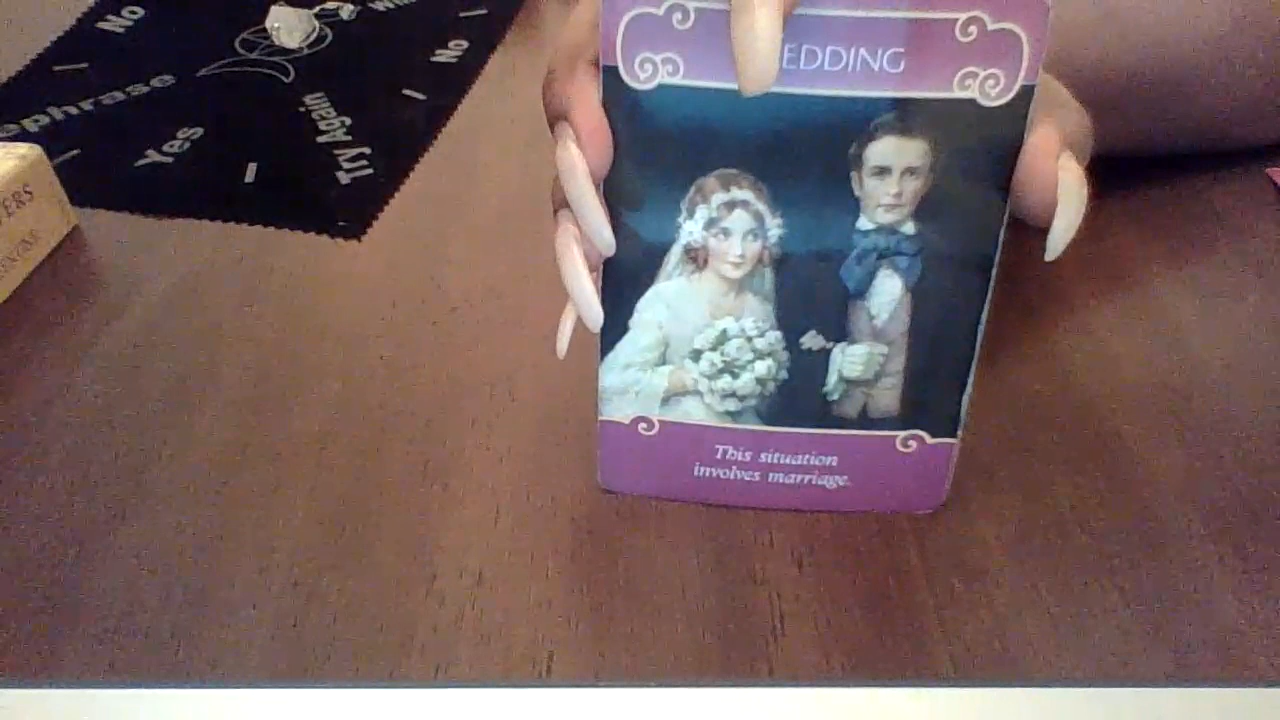 No
No
ephrase
Yes
Try Again
EDDING
This situation
involves marriage.